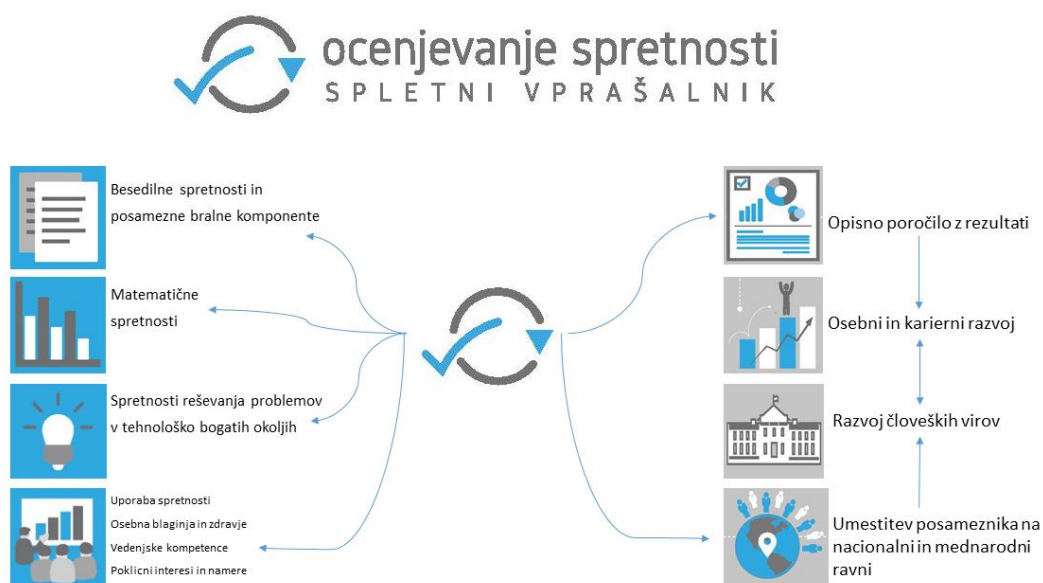 ocenjevanje spretnosti
SPLETNI VPRAŠALNIK
Besedilne spretnosti in
posamezne bralne komponente
Matematične
spretnosti
Spretnosti reševanja problemov
v tehnološko bogatih okoljih
Uporaba spretnosti
Osebna blaginja in zdravje
Vedenjske kompetence
Poklicni interesi in namere
Opisno poročilo z rezultati
Osebni in karierni razvoj
Razvoj človeških virov
Umestitev posameznika na
nacionalni in mednarodni
ravni